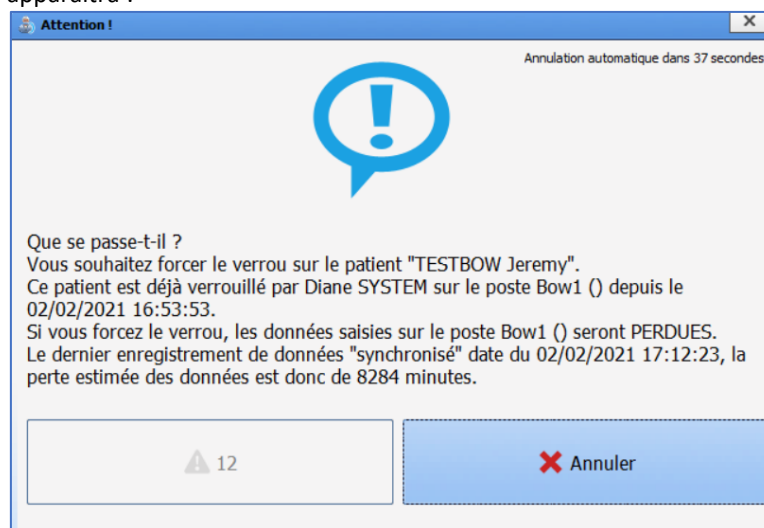 apparaitra :
Attention !
Annulation automatique dans 37 secondes
Que se passe-t-il ?
Vous souhaitez forcer le verrou sur le patient "TESTBOW Jeremy".
Ce patient est déjà verrouillé par Diane SYSTEM sur le poste Bow1 () depuis le
02/02/2021 16:53:53.
Si vous forcez le verrou, les données saisies sur le poste Bow1 () seront PERDUES.
Le dernier enregistrement de données "synchronisé" date du 02/02/2021 17:12:23, la
perte estimée des données est donc de 8284 minutes.
12
Annuler